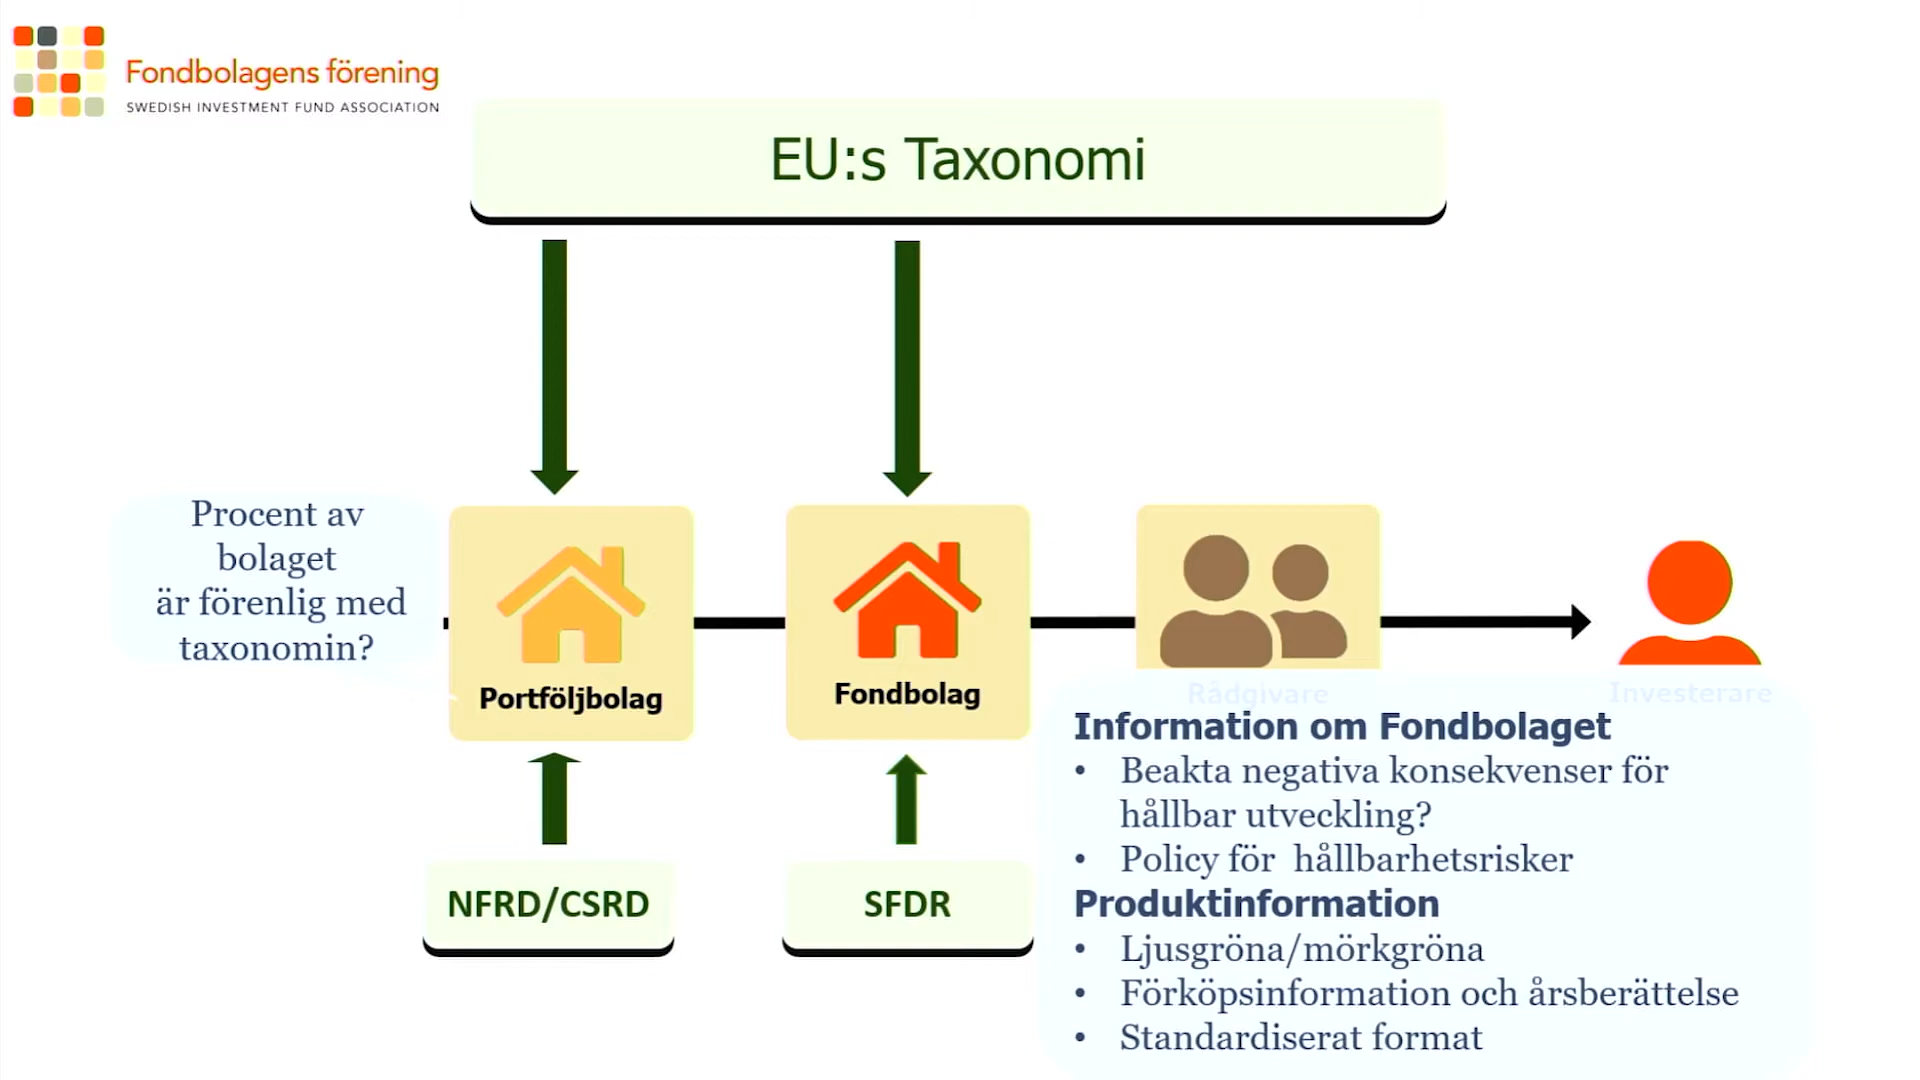 Fondbolagens förening
SWEDISH INVESTMENT FUND ASSOCIATION
EU:s Taxonomi
Procent av
bolaget
är förenlig med
taxonomin?
Portföljbolag
Fondbolag
Rådgivare
Investerare
NFRD/CSRD
SFDR
Information om Fondbolaget
• Beakta negativa konsekvenser för
hållbar utveckling?
• Policy för hållbarhetsrisker
Produktinformation
• Ljusgröna/mörkgröna
• Förköpsinformation och årsberättelse
• Standardiserat format